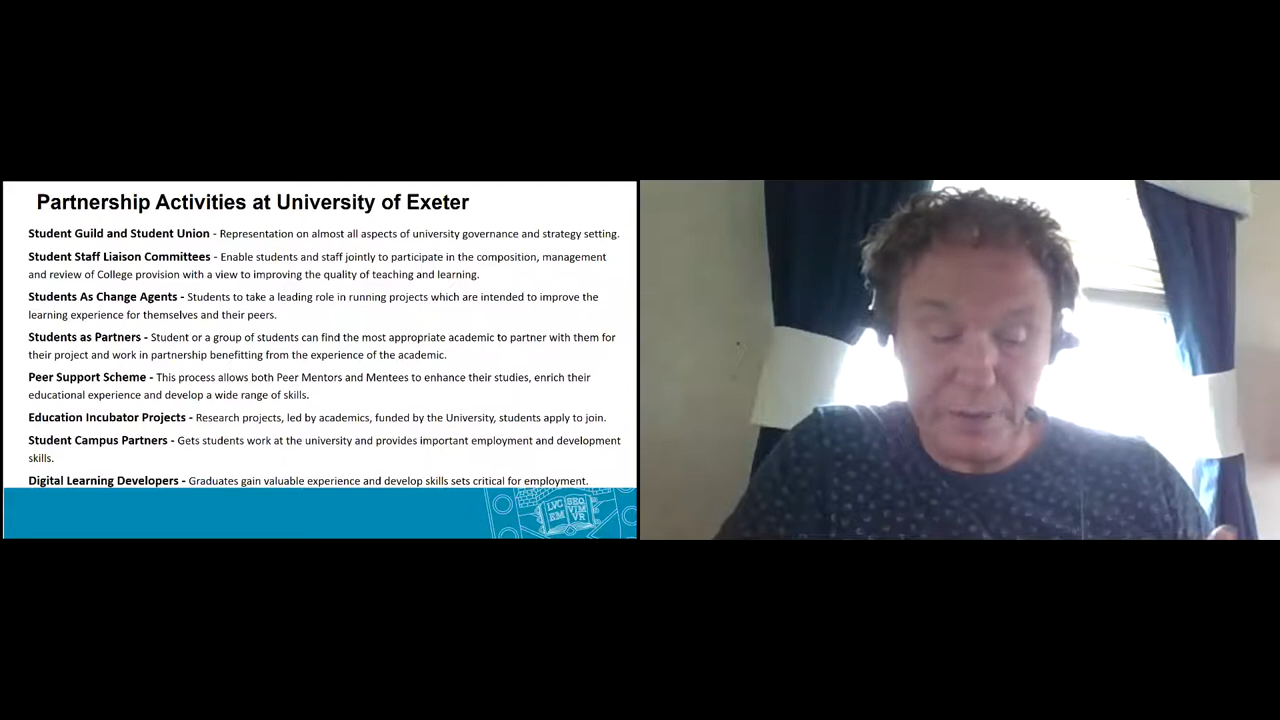 Partnership Activities at University of Exeter
Student Guild and Student Union - Representation on almost all aspects of university governance and strategy setting.
Student Staff Liaison Committees - Enable students and staff jointly to participate in the composition, management
and review of College provision with a view to improving the quality of teaching and learning.
Students As Change Agents - Students to take a leading role in running projects which are intended to improve the
learning experience for themselves and their peers.
Students as Partners - Student or a group of students can find the most appropriate academic to partner with them for
their project and work in partnership benefitting from the experience of the academic.
Peer Support Scheme - This process allows both Peer Mentors and Mentees to enhance their studies, enrich their
educational experience and develop a wide range of skills.
Education Incubator Projects - Research projects, led by academics, funded by the University, students apply to join.
Student Campus Partners - Gets students work at the university and provides important employment and development
skills.
Digital Learning Developers - Graduates gain valuable experience and develop skills sets critical for employment.
LVC SEQ
EM VIM
VR